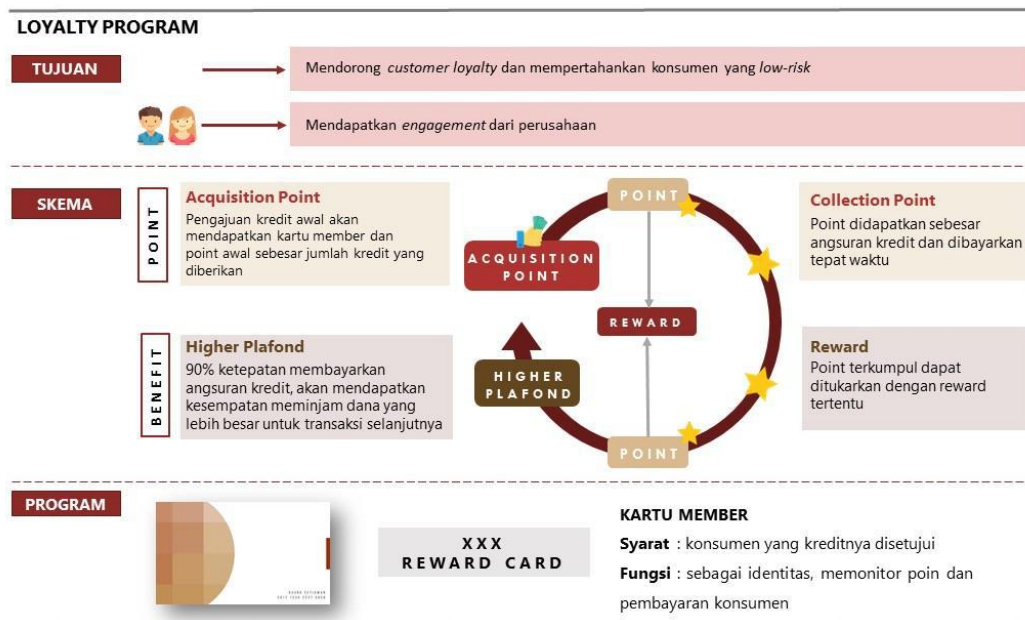 LOYALTY PROGRAM
TUJUAN
Mendorong customer loyalty dan mempertahankan konsumen yang low-risk
Mendapatkan engagement dari perusahaan
SKEMA
POINT
Acquisition Point
Pengajuan kredit awal akan
mendapatkan kartu member dan
point awal sebesar jumlah kredit yang
diberikan
BENEFIT
Higher Plafond
90% ketepatan membayarkan
angsuran kredit, akan mendapatkan
kesempatan meminjam dana yang
lebih besar untuk transaksi selanjutnya
POINT
ACQUISITION
POINT
REWARD
HIGHER
PLAFOND
POINT
Collection Point
Point didapatkan sebesar
angsuran kredit dan dibayarkan
tepat waktu
Reward
Point terkumpul dapat
ditukarkan dengan reward
tertentu
PROGRAM
XXX
REWARD CARD
KARTU MEMBER
Syarat : konsumen yang kreditnya disetujui
Fungsi : sebagai identitas, memonitor poin dan
pembayaran konsumen